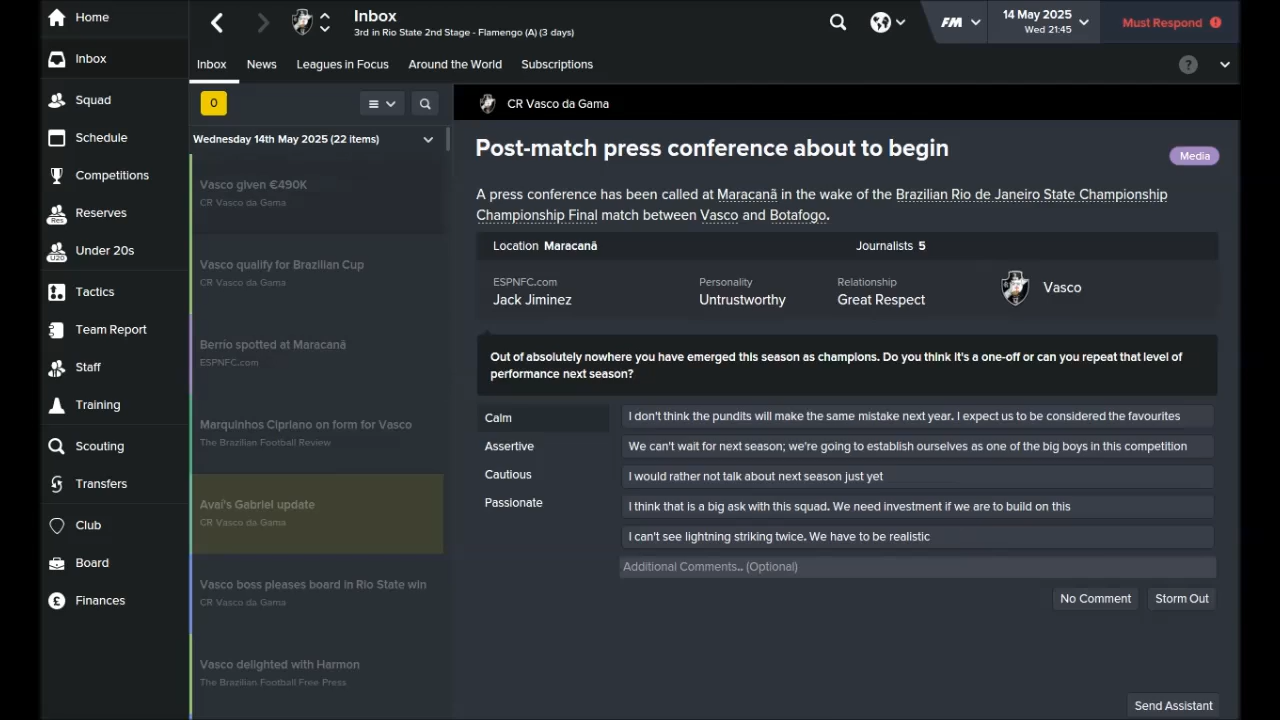 Home
Inbox
Squad
Schedule
Competitions
Res
Reserves
U20
Under 20s
Tactics
Team Report
Staff
Training
Scouting
Transfers
Club
Board
£
Finances
Inbox
3rd in Rio State 2nd Stage - Flamengo (A) (3 days)
FM
14 May 2025
Wed 21:45
Must Respond
Inbox News Leagues in Focus Around the World Subscriptions
?
0
Wednesday 14th May 2025 (22 items)
Vasco given €490K
CR Vasco da Gama
Vasco qualify for Brazilian Cup
CR Vasco da Gama
Berrio spotted at Maracanã
ESPNFC.com
Marquinhos Cipriano on form for Vasco
The Brazilian Football Review
Avaí's Gabriel update
CR Vasco da Gama
Vasco boss pleases board in Rio State win
CR Vasco da Gama
Vasco delighted with Harmon
The Brazilian Football Free Press
CR Vasco da Gama
Post-match press conference about to begin
Media
A press conference has been called at Maracanã in the wake of the Brazilian Rio de Janeiro State Championship
Championship Final match between Vasco and Botafogo.
Location Maracanã Journalists 5
ESPNFC.com Personality Relationship
Jack Jiminez Untrustworthy Great Respect Vasco
Out of absolutely nowhere you have emerged this season as champions. Do you think it's a one-off or can you repeat that level of
performance next season?
Calm
Assertive
Cautious
Passionate
I don't think the pundits will make the same mistake next year. I expect us to be considered the favourites
We can't wait for next season; we're going to establish ourselves as one of the big boys in this competition
I would rather not talk about next season just yet
I think that is a big ask with this squad. We need investment if we are to build on this
I can't see lightning striking twice. We have to be realistic
Additional Comments.. (Optional)
No Comment Storm Out
Send Assistant